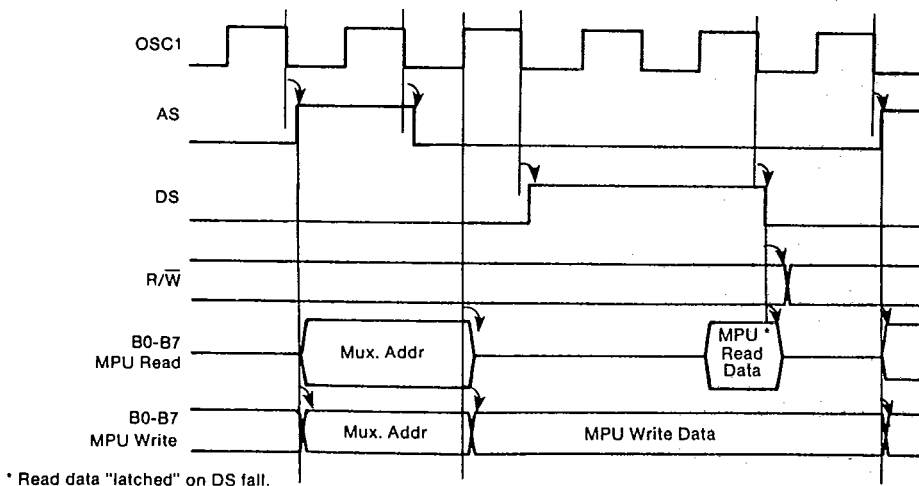 OSC1
AS
DS
R/W̅
B0-B7
MPU Read
Mux. Addr
MPU *
Read
Data
B0-B7
MPU Write
Mux. Addr
MPU Write Data
* Read data "latched" on DS fall.